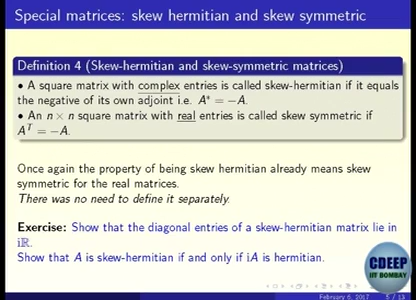 Special matrices: skew hermitian and skew symmetric
Definition 4 (Skew-hermitian and skew-symmetric matrices)
• A square matrix with complex entries is called skew-hermitian if it equals
the negative of its own adjoint i.e. A* = −A.
• An n × n square matrix with real entries is called skew symmetric if
Aᵀ = −A.
Once again the property of being skew hermitian already means skew
symmetric for the real matrices.
There was no need to define it separately.
Exercise: Show that the diagonal entries of a skew-hermitian matrix lie in
iℝ.
Show that A is skew-hermitian if and only if iA is hermitian.
CDEEP
IIT BOMBAY
February 6, 2017 5 / 13